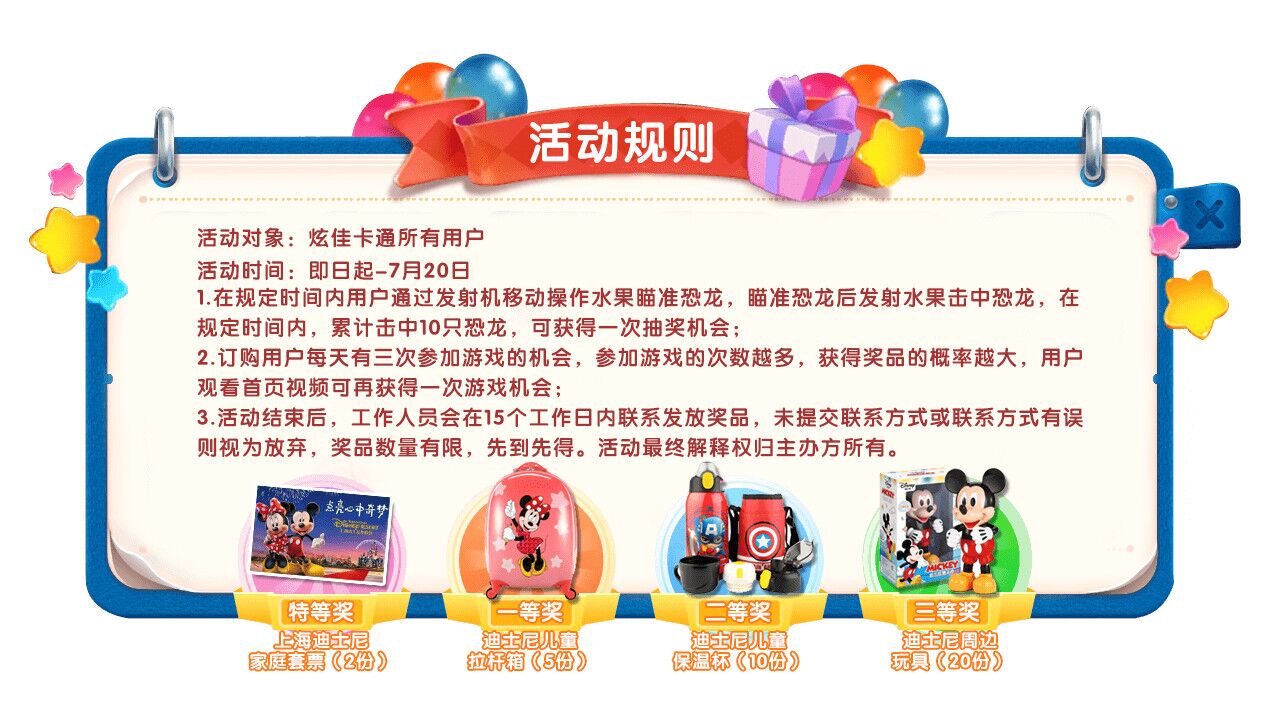 活动规则
活动对象：炫佳卡通所有用户
活动时间：即日起-7月20日
1.在规定时间内用户通过发射机移动操作水果瞄准恐龙，瞄准恐龙后发射水果击中恐龙，在
规定时间内，累计击中10只恐龙，可获得一次抽奖机会；
2.订购用户每天有三次参加游戏的机会，参加游戏的次数越多，获得奖品的概率越大，用户
观看首页视频可再获得一次游戏机会；
3.活动结束后，工作人员会在15个工作日内联系发放奖品，未提交联系方式或联系方式有误
则视为放弃，奖品数量有限，先到先得。活动最终解释权归主办方所有。
点亮心中奇梦
MICKEY
特等奖
一等奖
二等奖
三等奖
上海迪士尼
家庭套票（2份）
迪士尼儿童
拉杆箱（5份）
迪士尼儿童
保温杯（10份）
迪士尼周边
玩具（20份）